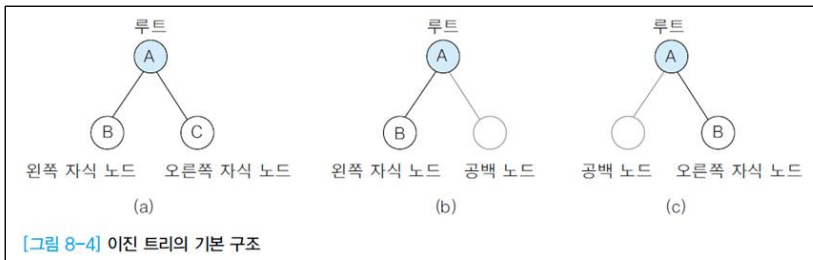 루트 루트 루트
A A A
B C B B
왼쪽 자식 노드 오른쪽 자식 노드 왼쪽 자식 노드 공백 노드 공백 노드 오른쪽 자식 노드
(a) (b) (c)
[그림 8-4] 이진 트리의 기본 구조